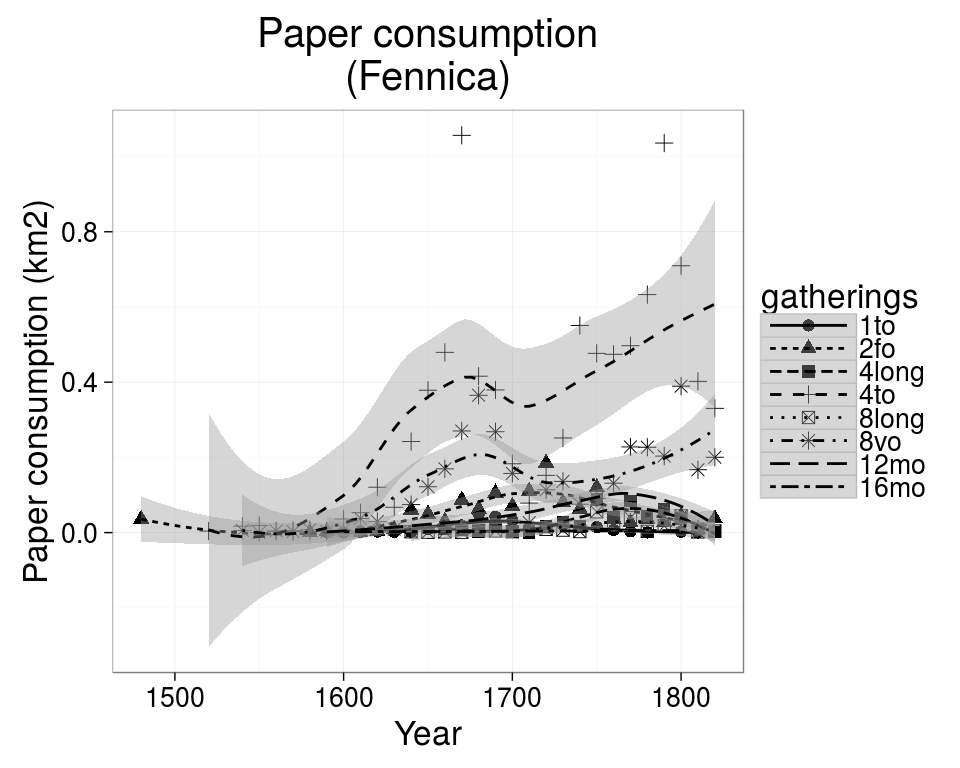 Paper consumption
(Fennica)
Paper consumption (km2)
0.8
0.4
0.0
1500 1600 1700 1800
Year
gatherings
1to
2fo
4long
4to
8long
8vo
12mo
16mo